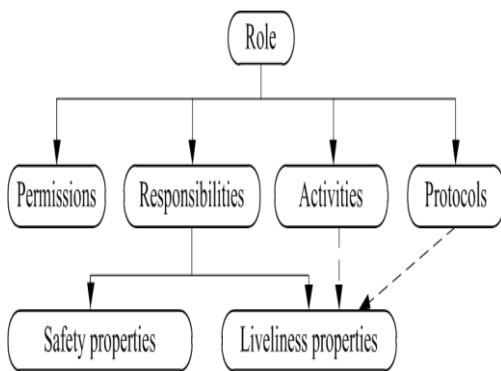 Role
Permissions
Responsibilities
Activities
Protocols
Safety properties
Liveliness properties